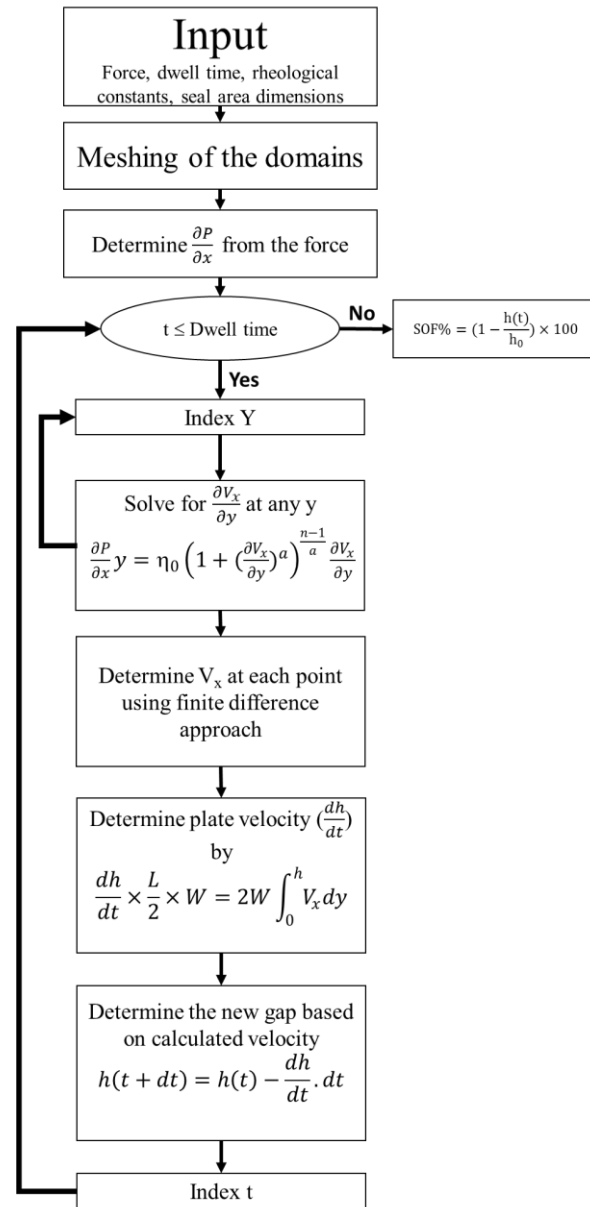 Input
Force, dwell time, rheological
constants, seal area dimensions
Meshing of the domains
Determine ∂P/∂x from the force
t ≤ Dwell time
No
SOF% = (1 − h(t)/h₀) × 100
Yes
Index Y
Solve for ∂Vₓ/∂y at any y
∂P/∂x y = η₀ (1 + (∂Vₓ/∂y)^a)^((n−1)/a) ∂Vₓ/∂y
Determine Vₓ at each point
using finite difference
approach
Determine plate velocity (dh/dt)
by
dh/dt × L/2 × W = 2W ∫₀ʰ Vₓdy
Determine the new gap based
on calculated velocity
h(t + dt) = h(t) − dh/dt . dt
Index t